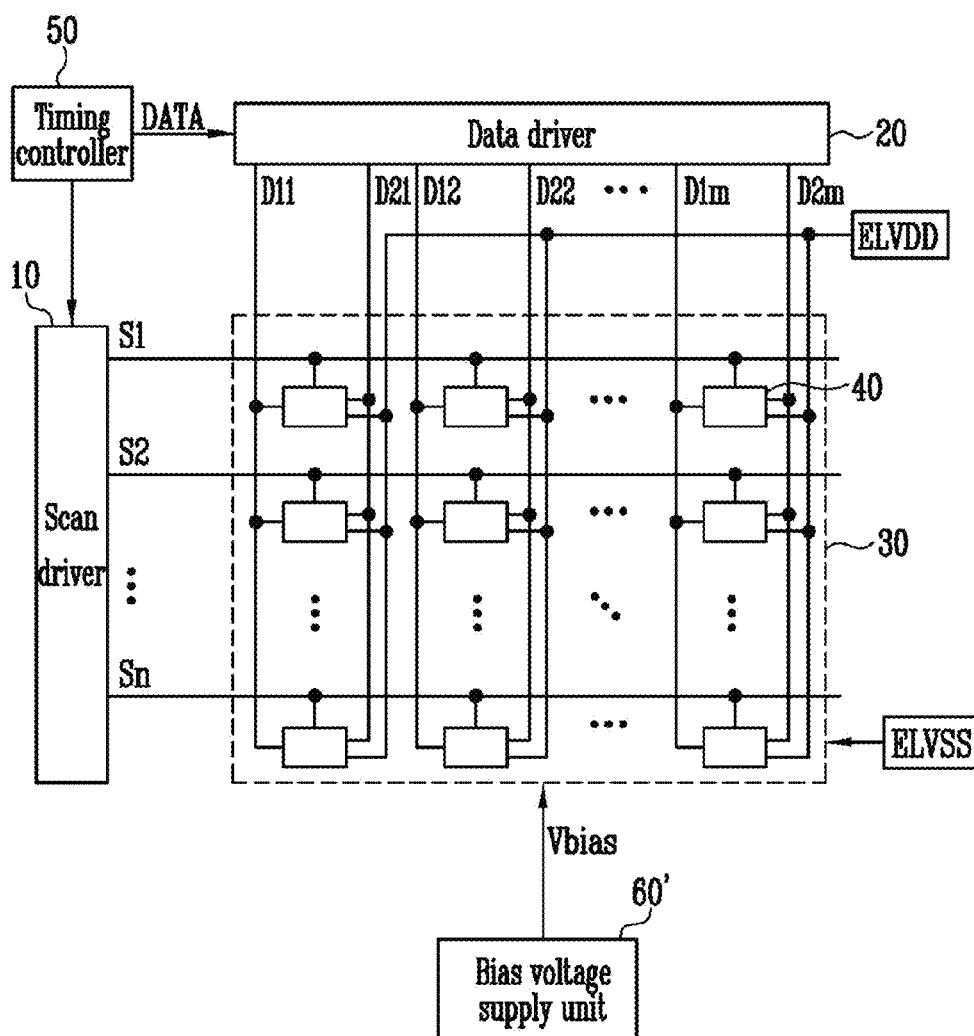 50
Timing
controller
DATA
Data driver
20
D11 D21 D12 D22 D1m D2m
ELVDD
10
S1
40
S2
Scan
driver
30
Sn
ELVSS
Vbias
60'
Bias voltage
supply unit